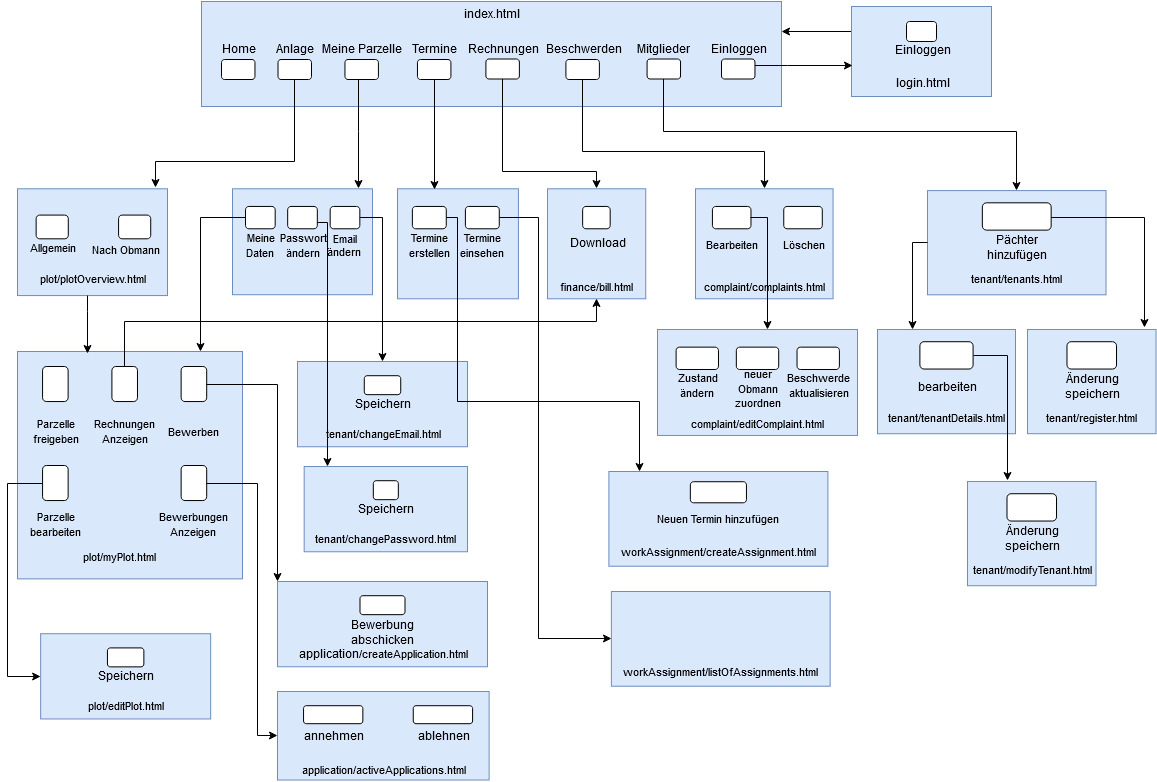 index.html
Home
Anlage
Meine Parzelle
Termine
Rechnungen
Beschwerden
Mitglieder
Einloggen
Einloggen
login.html
Allgemein
Nach Obmann
plot/plotOverview.html
Meine
Daten
Passwort
ändern
Email
ändern
Termine
erstellen
Termine
einsehen
Download
finance/bill.html
Bearbeiten
Löschen
complaint/complaints.html
Pächter
hinzufügen
tenant/tenants.html
Parzelle
freigeben
Rechnungen
Anzeigen
Bewerben
Parzelle
bearbeiten
Bewerbungen
Anzeigen
plot/myPlot.html
Speichern
tenant/changeEmail.html
Speichern
tenant/changePassword.html
Zustand
ändern
neuer
Obmann
zuordnen
Beschwerde
aktualisieren
complaint/editComplaint.html
bearbeiten
tenant/tenantDetails.html
Änderung
speichern
tenant/register.html
Neuen Termin hinzufügen
workAssignment/createAssignment.html
Änderung
speichern
tenant/modifyTenant.html
Bewerbung
abschicken
application/createApplication.html
workAssignment/listOfAssignments.html
Speichern
plot/editPlot.html
annehmen
ablehnen
application/activeApplications.html